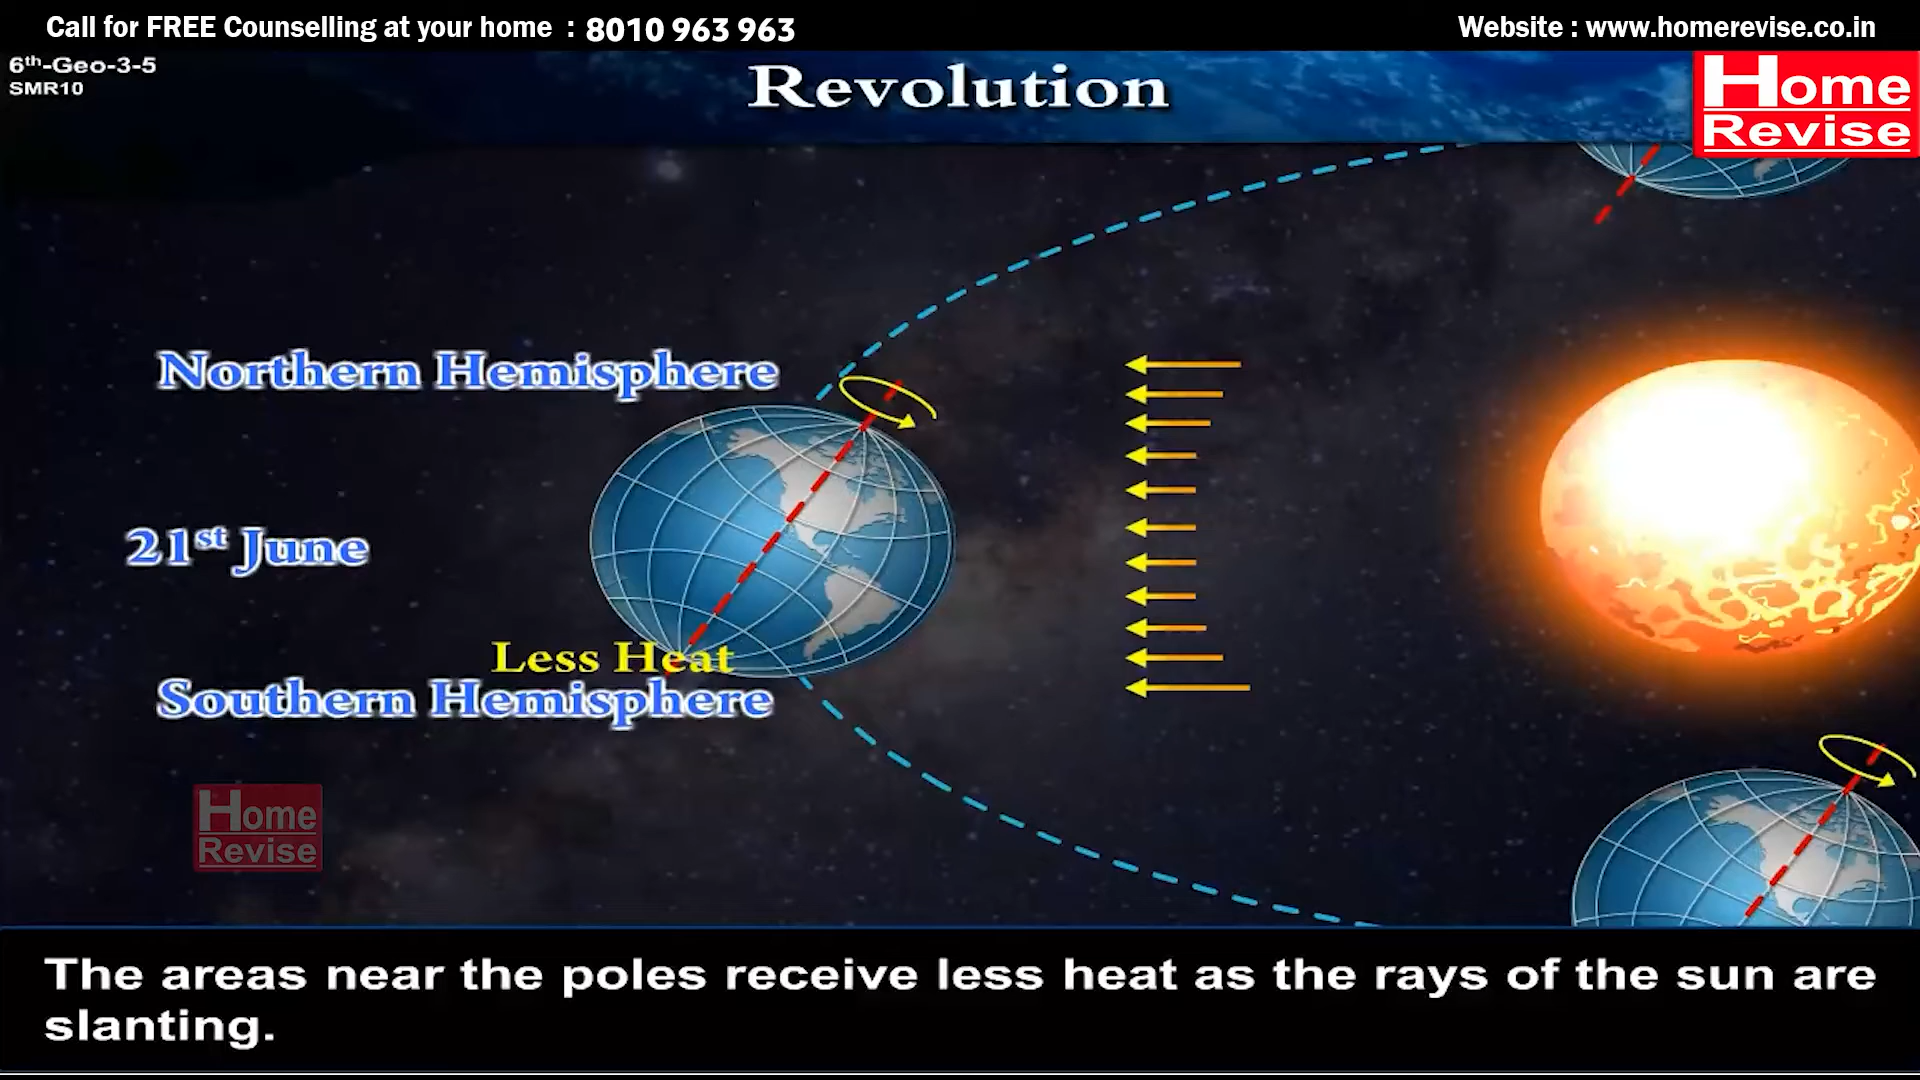 Call for FREE Counselling at your home : 8010 963 963
Website : www.homerevise.co.in
6th-Geo-3-5
SMR10
Revolution
Home
Revise
Northern Hemisphere
21st June
Less Heat
Southern Hemisphere
Home
Revise
The areas near the poles receive less heat as the rays of the sun are
slanting.